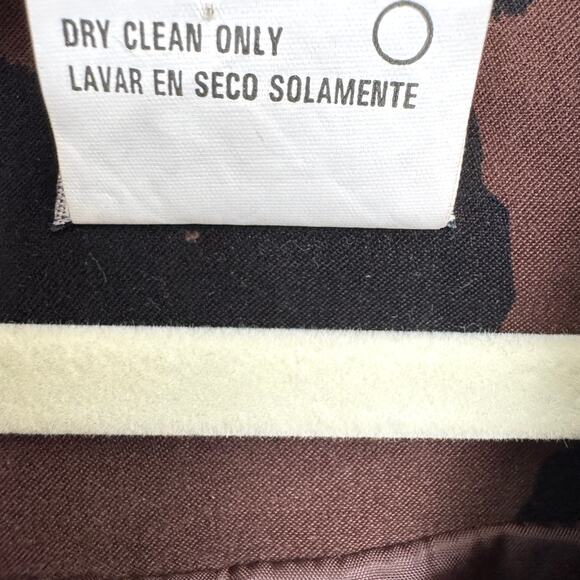 DRY CLEAN ONLY
LAVAR EN SECO SOLAMENTE